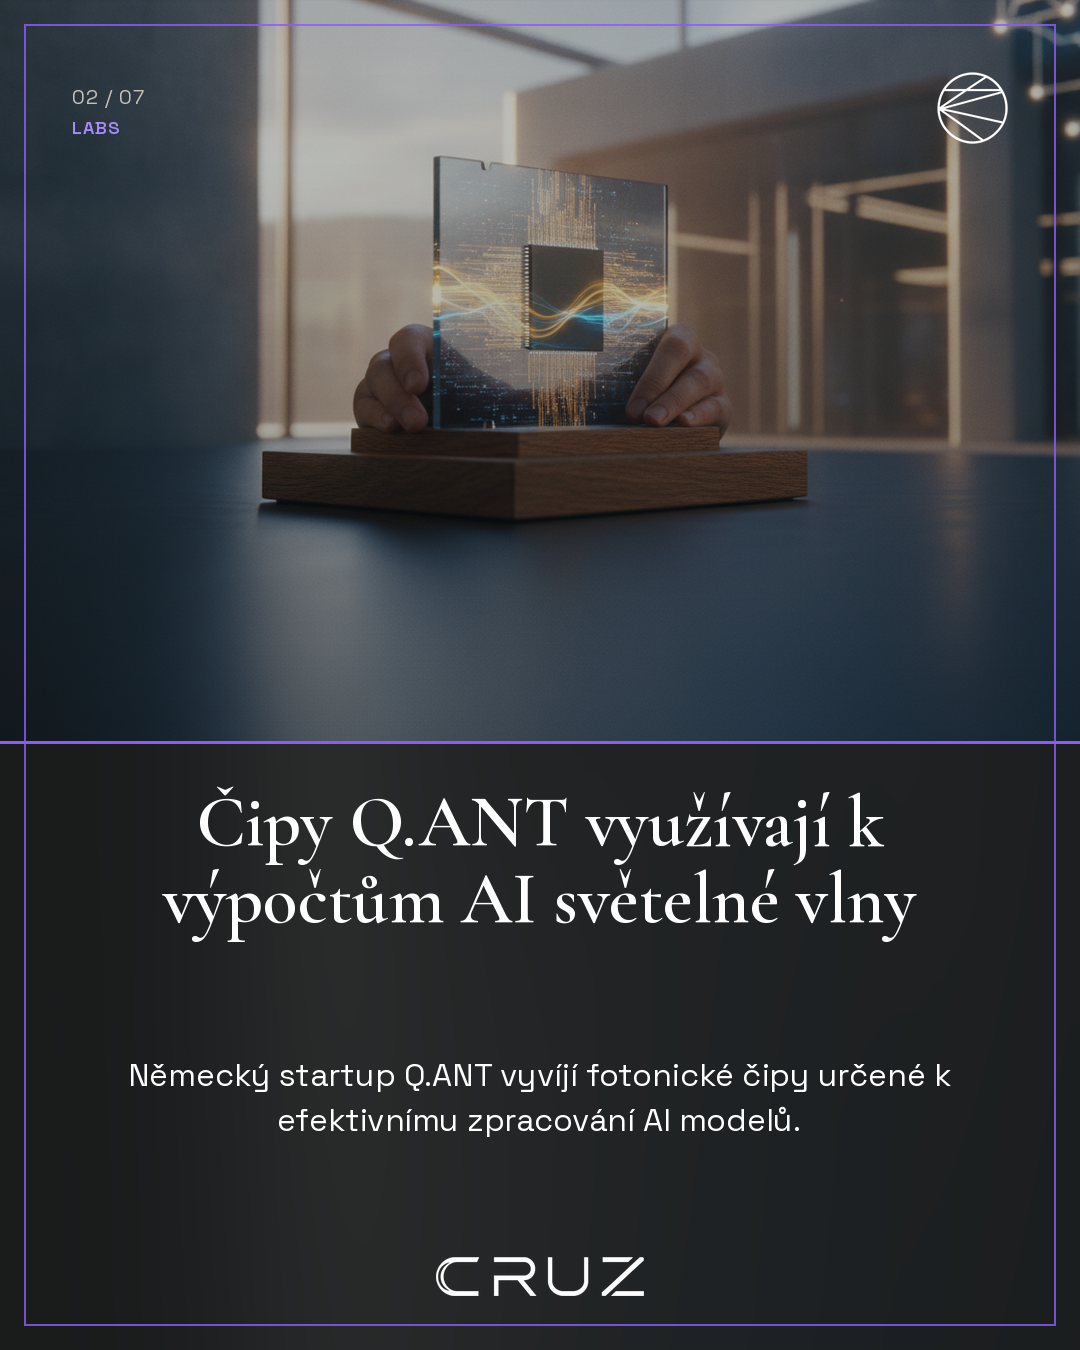 02 / 07
LABS
Čipy Q.ANT využívají k
výpočtům AI světelné vlny
Německý startup Q.ANT vyvíjí fotonické čipy určené k
efektivnímu zpracování AI modelů.
CRUZ